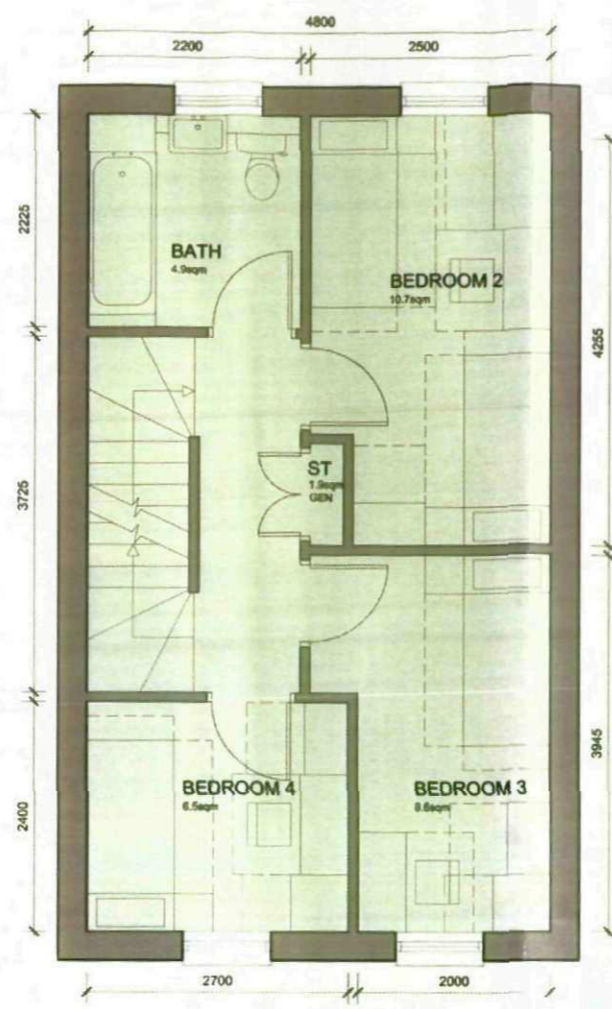 4800
2200
2500
2225
BATH
4.9sqm
BEDROOM 2
10.7sqm
4255
3725
ST
1.9sqm
GEN
BEDROOM 4
6.5sqm
BEDROOM 3
8.6sqm
2400
3945
2700
2000